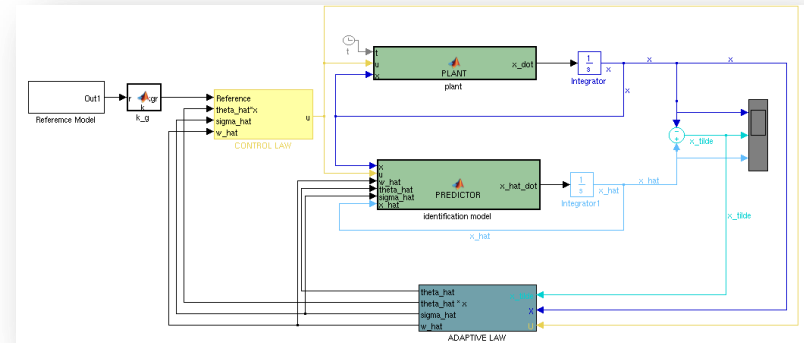 t
t
u
x
x_dot
PLANT
plant
1
s
Integrator
x
x
x
x
Out1
Reference Model
r
k
gr
k_g
Reference
theta_hat*x
sigma_hat
w_hat
u
CONTROL LAW
x_tilde
x
u
w_hat
theta_hat
sigma_hat
x_hat
x_hat_dot
PREDICTOR
identification model
1
s
Integrator1
x_hat
x_hat
x_hat
x_tilde
theta_hat
theta_hat * x
sigma_hat
w_hat
X
U
ADAPTIVE LAW